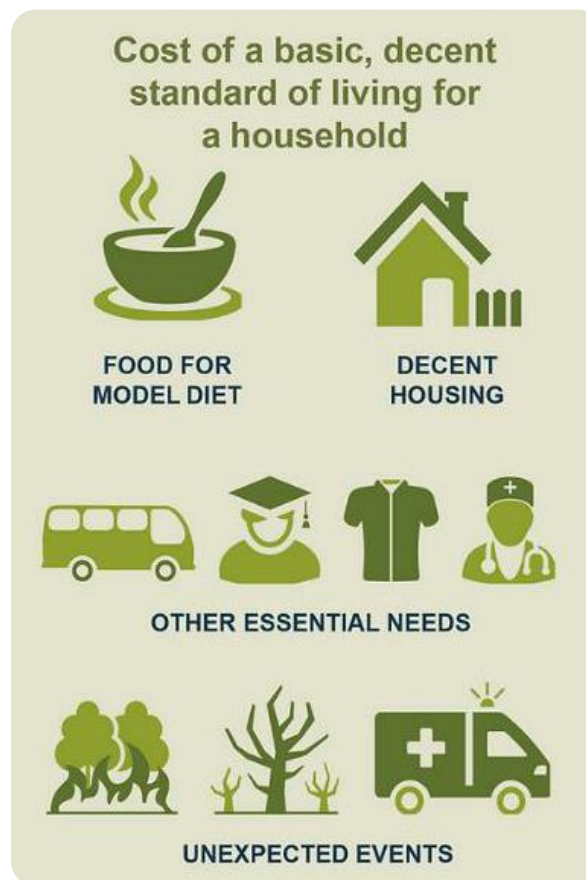 Cost of a basic, decent
standard of living for
a household
FOOD FOR
MODEL DIET
DECENT
HOUSING
OTHER ESSENTIAL NEEDS
UNEXPECTED EVENTS